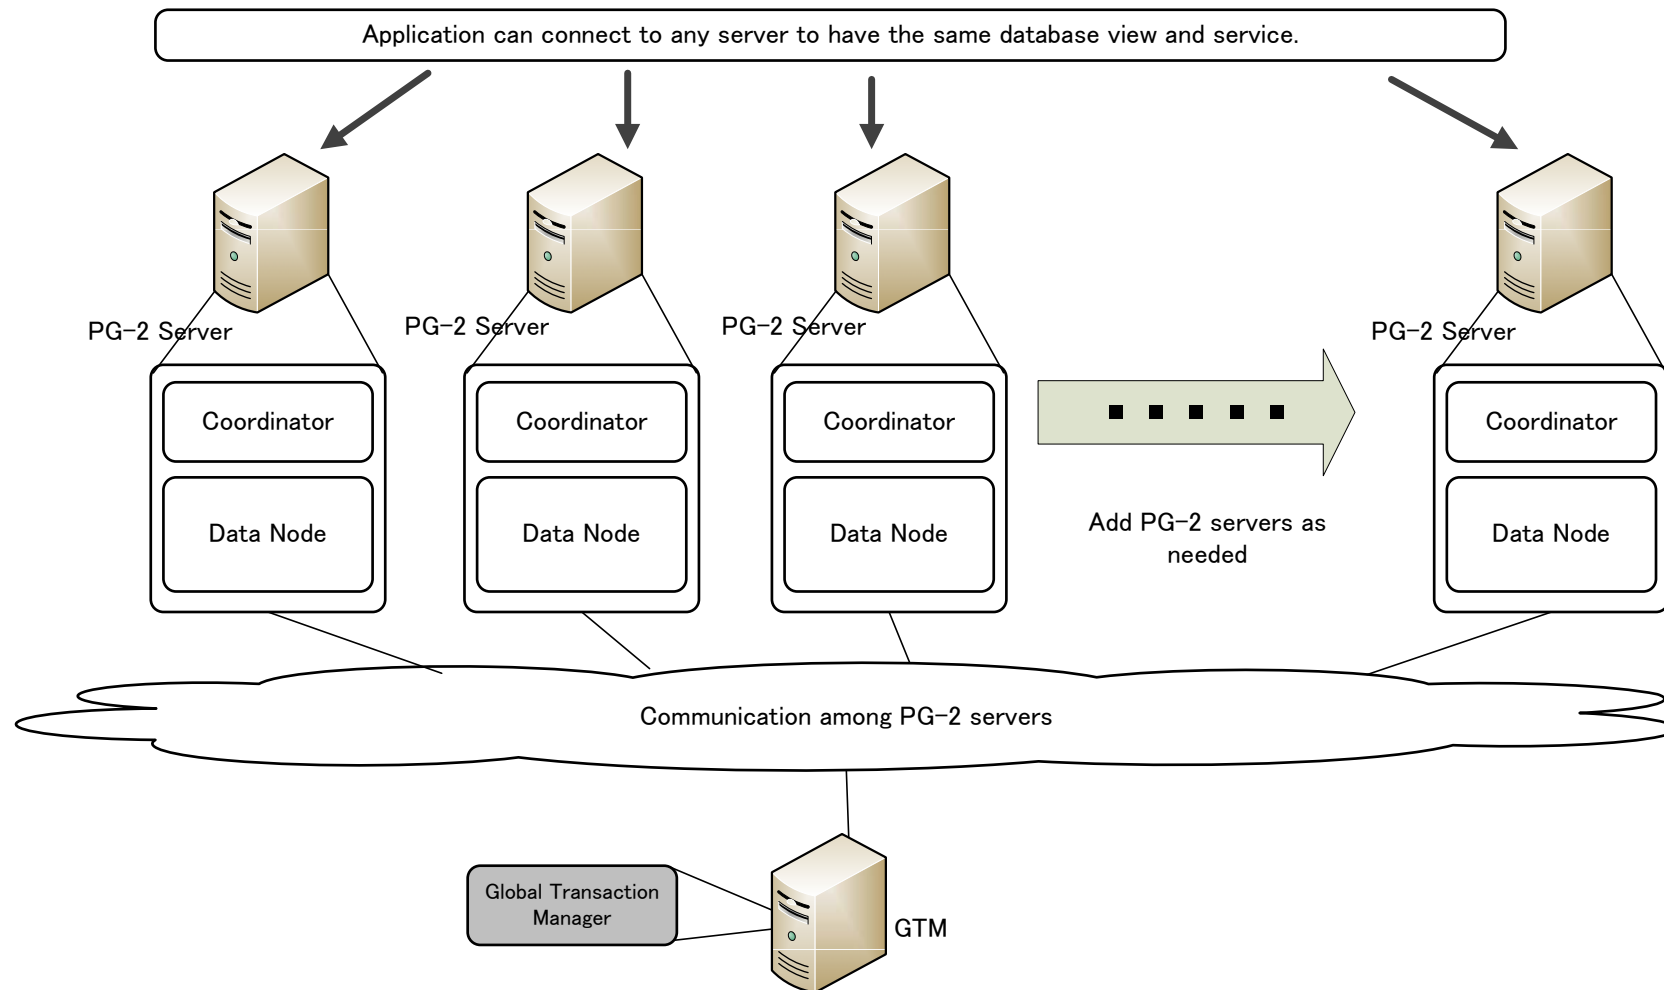 Application can connect to any server to have the same database view and service.
PG-2 Server
PG-2 Server
PG-2 Server
PG-2 Server
Coordinator
Coordinator
Coordinator
Coordinator
Data Node
Data Node
Data Node
Add PG-2 servers as
needed
Data Node
Communication among PG-2 servers
Global Transaction
Manager
GTM